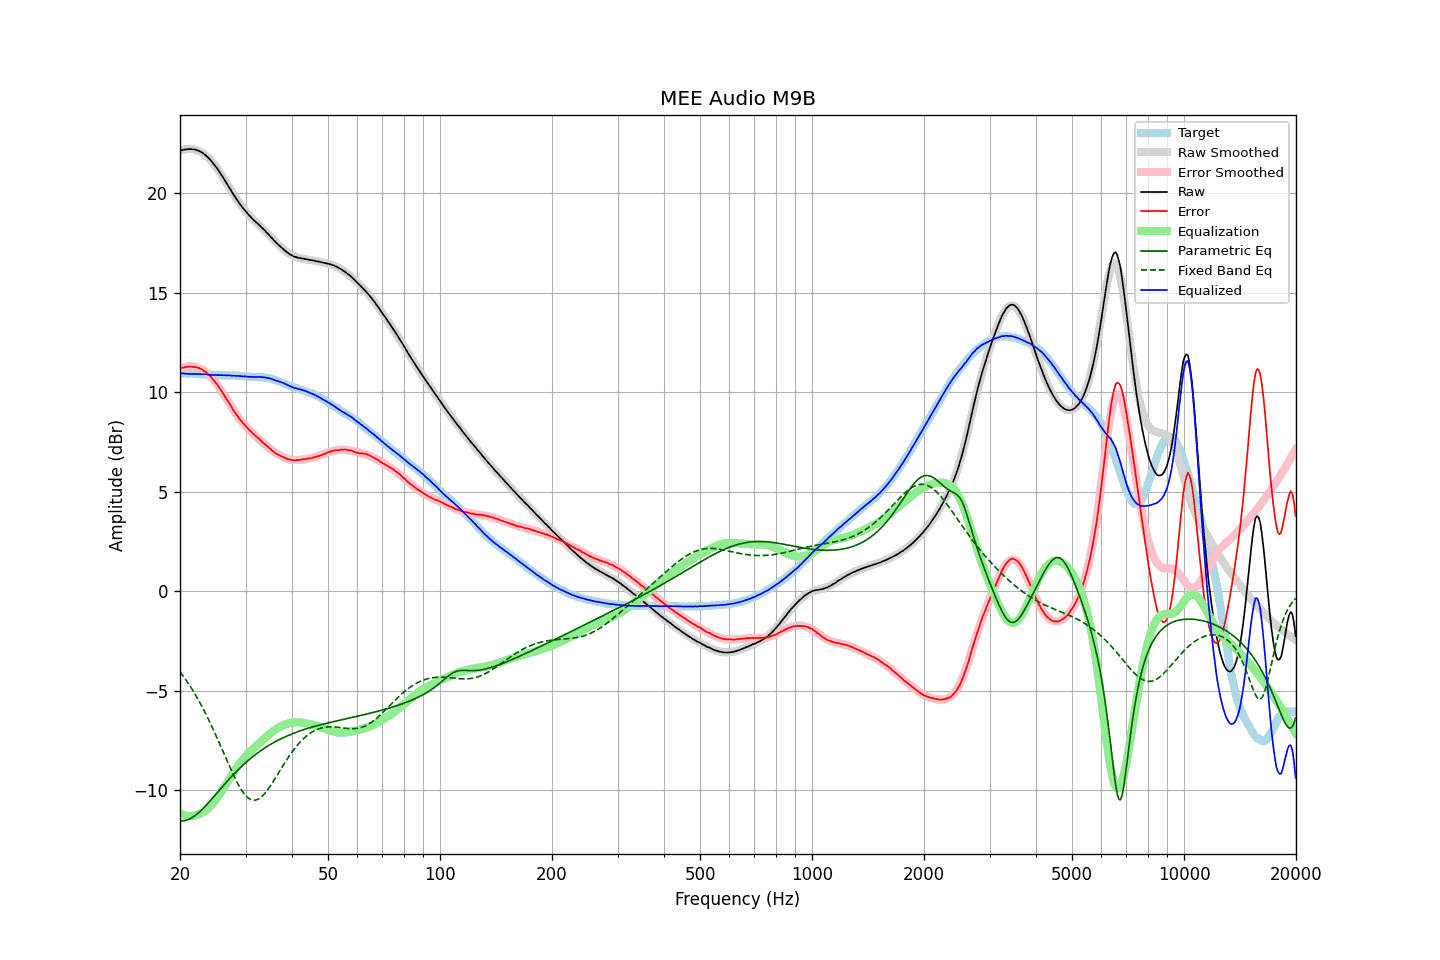 MEE Audio M9B
Target
Raw Smoothed
Error Smoothed
Raw
Error
Equalization
Parametric Eq
Fixed Band Eq
Equalized
Amplitude (dBr)
20
15
10
5
0
−5
−10
20 50 100 200 500 1000 2000 5000 10000 20000
Frequency (Hz)